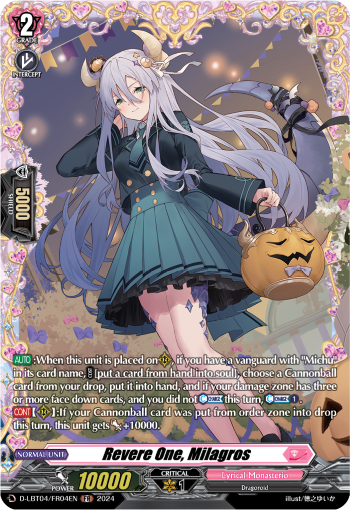 2
GRADE
INTERCEPT
5000
SHIELD
AUTO :When this unit is placed on R, if you have a vanguard with "Michu"
in its card name, [put a card from hand into soul], choose a Cannonball
card from your drop, put it into hand, and if your damage zone has three
or more face down cards, and you did not this turn, 1.
CONT R :If your Cannonball card was put from order zone into drop
this turn, this unit gets +10000.
NORMAL UNIT
Revere One, Milagros
POWER
10000
CRITICAL
1
Lyrical Monasterio
Dragoroid
D-LBT04/FR04EN FR 2024
illust/徳之ゆいか